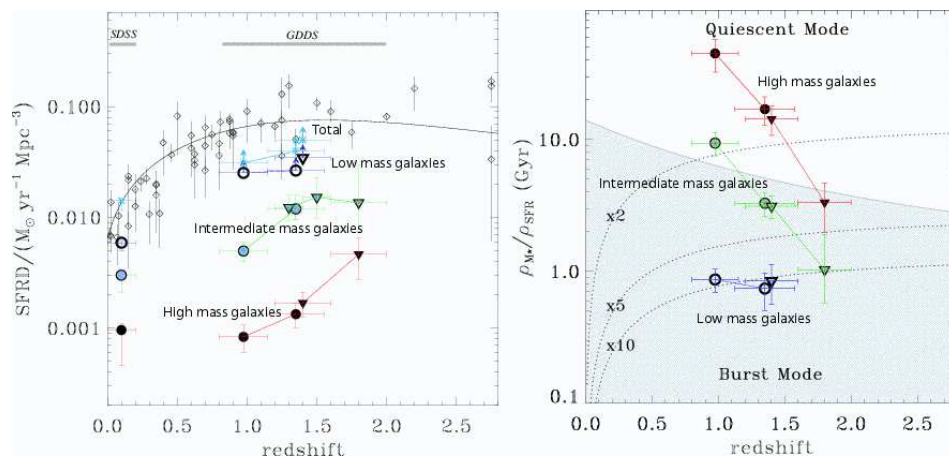 SDSS
GDDS
SFRD/(M⊙ yr⁻¹ Mpc⁻³)
0.100
0.010
0.001
Total
Low mass galaxies
Intermediate mass galaxies
High mass galaxies
0.0 0.5 1.0 1.5 2.0 2.5
redshift
ρM*/ρSFR (Gyr)
10.0
1.0
0.1
Quiescent Mode
High mass galaxies
Intermediate mass galaxies
x2
x5
Low mass galaxies
x10
Burst Mode
0.0 0.5 1.0 1.5 2.0 2.5
redshift